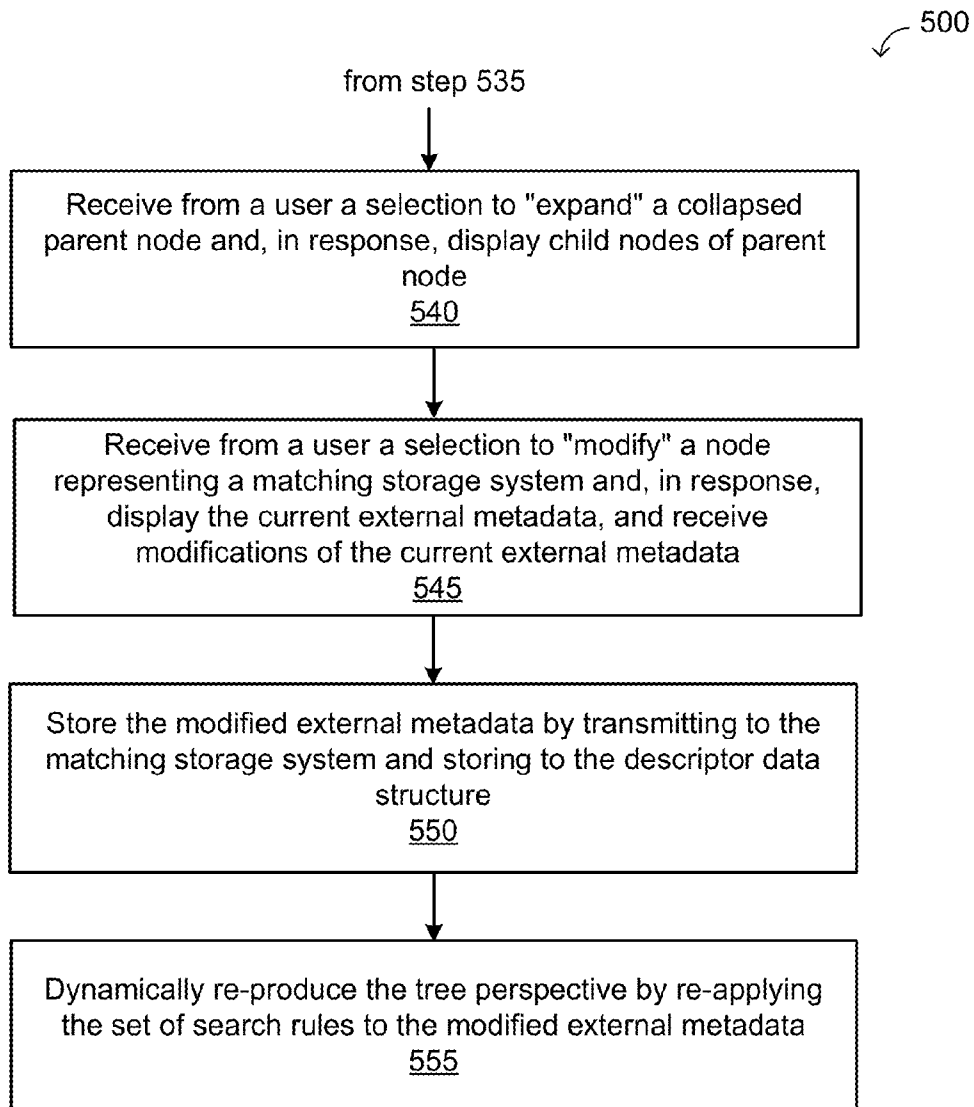 500
from step 535
Receive from a user a selection to "expand" a collapsed
parent node and, in response, display child nodes of parent
node
540
Receive from a user a selection to "modify" a node
representing a matching storage system and, in response,
display the current external metadata, and receive
modifications of the current external metadata
545
Store the modified external metadata by transmitting to the
matching storage system and storing to the descriptor data
structure
550
Dynamically re-produce the tree perspective by re-applying
the set of search rules to the modified external metadata
555